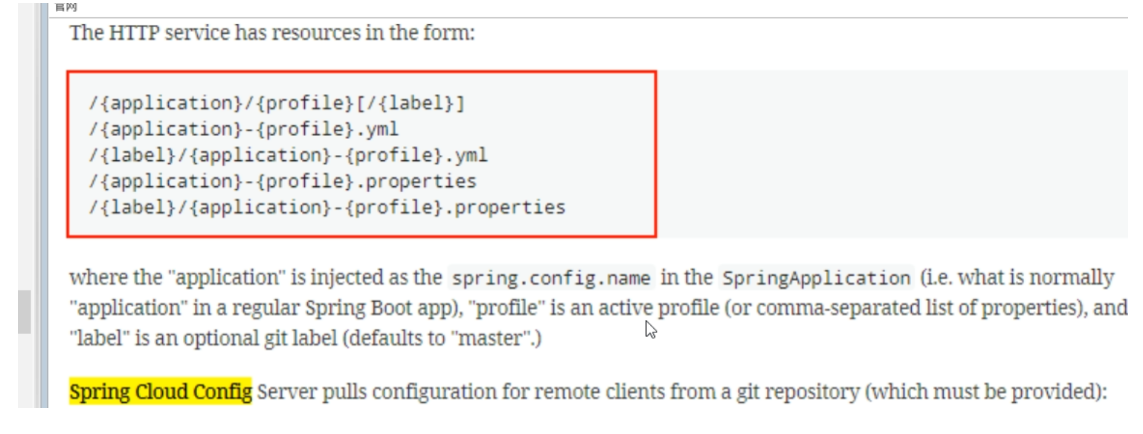 官网
The HTTP service has resources in the form:
/{application}/{profile}[/{label}]
/{application}-{profile}.yml
/{label}/{application}-{profile}.yml
/{application}-{profile}.properties
/{label}/{application}-{profile}.properties
where the "application" is injected as the spring.config.name in the SpringApplication (i.e. what is normally
"application" in a regular Spring Boot app), "profile" is an active profile (or comma-separated list of properties), and
"label" is an optional git label (defaults to "master".)
Spring Cloud Config Server pulls configuration for remote clients from a git repository (which must be provided):